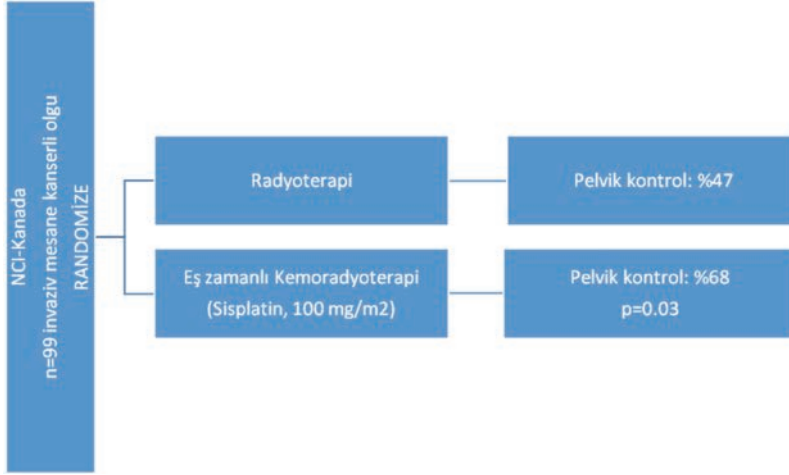 NCI-Kanada
n=99 invaziv mesane kanserli olgu
RANDOMİZE
Radyoterapi
Pelvik kontrol: %47
Eş zamanlı Kemoradyoterapi
(Sisplatin, 100 mg/m2)
Pelvik kontrol: %68
p=0.03